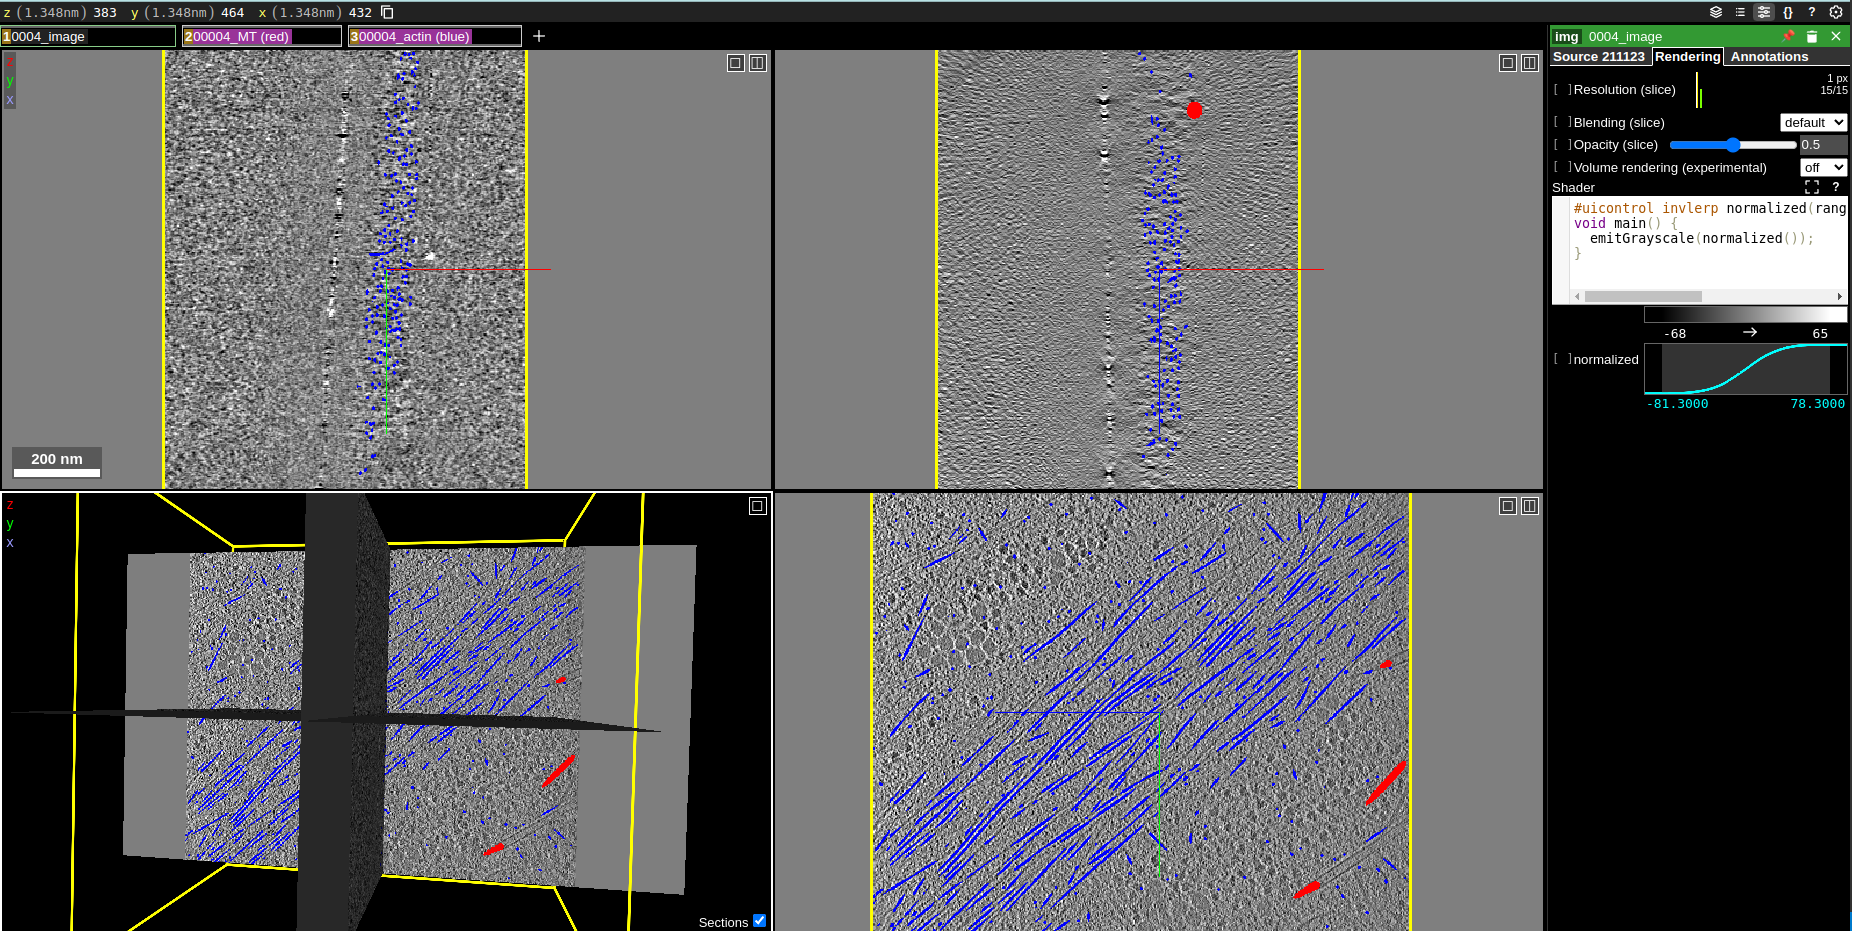 z (1.348nm) 383 y (1.348nm) 464 x (1.348nm) 432
10004_image
200004_MT (red)
300004_actin (blue)
+
z
y
x
200 nm
z
y
x
Sections
{} ?
img 0004_image
Source 211123 Rendering Annotations
[ ]Resolution (slice)
1 px
15/15
[ ]Blending (slice) default
[ ]Opacity (slice) 0.5
[ ]Volume rendering (experimental) off
Shader ?
#uicontrol invlerp normalized(rang
void main() {
emitGrayscale(normalized());
}
-68 → 65
[ ]normalized
-81.3000 78.3000